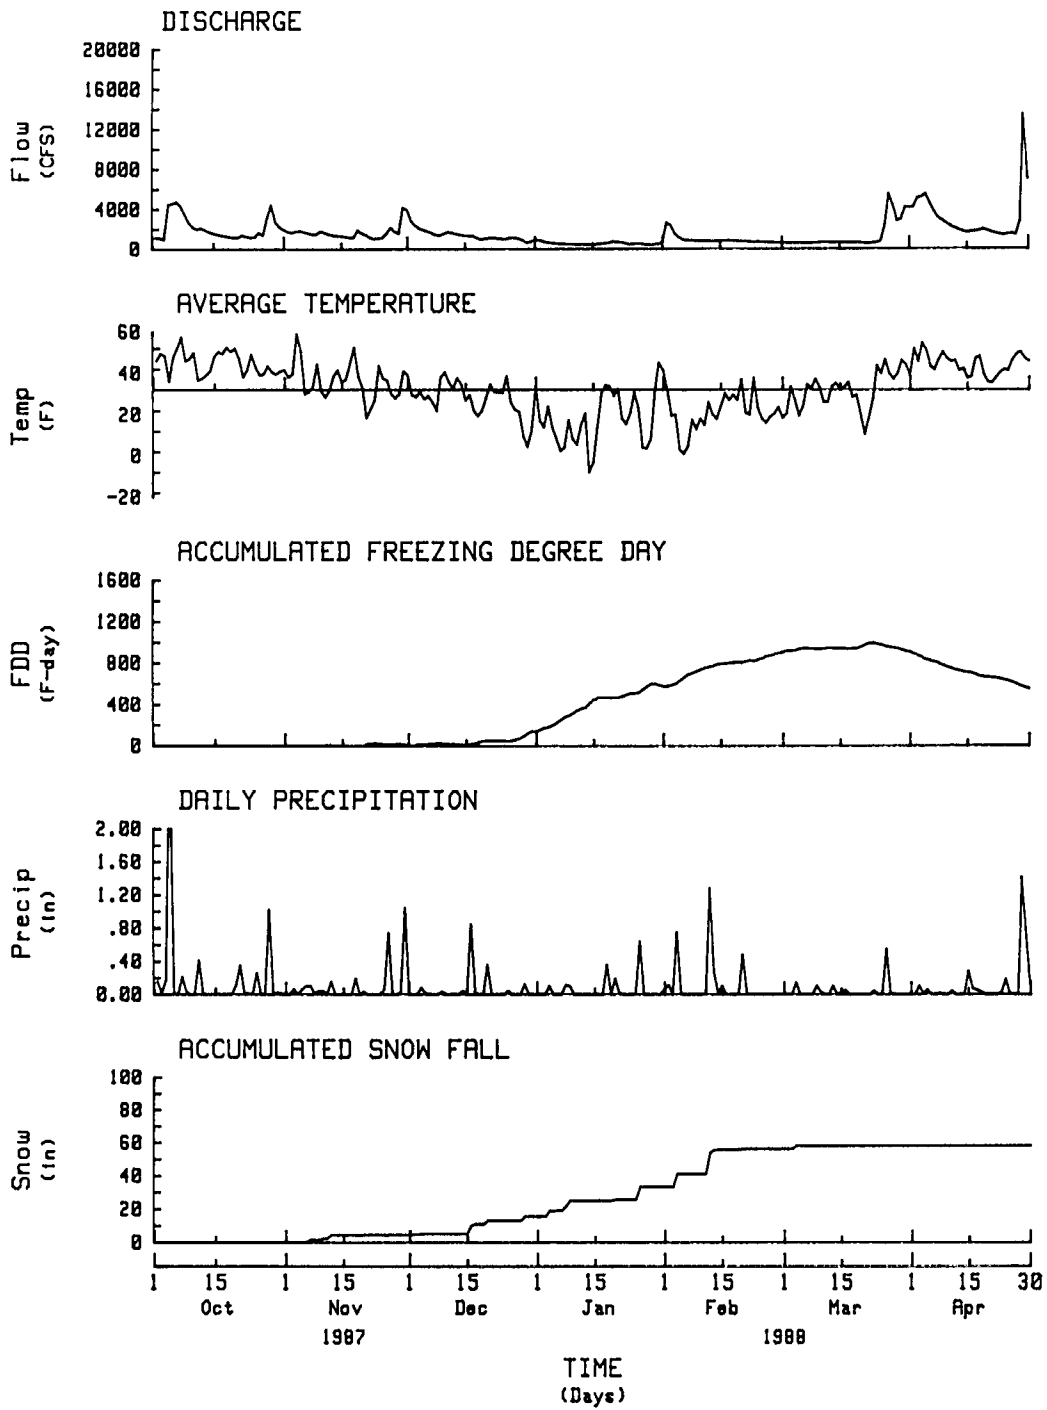 DISCHARGE
20000
16000
12000
8000
4000
0
Flow
(CFS)
AVERAGE TEMPERATURE
60
40
20
0
-20
Temp
(F)
ACCUMULATED FREEZING DEGREE DAY
1600
1200
800
400
0
FDD
(F-day)
DAILY PRECIPITATION
2.00
1.60
1.20
.80
.40
0.00
Precip
(in)
ACCUMULATED SNOW FALL
100
80
60
40
20
0
Snow
(in)
1 15 1 15 1 15 1 15 1 15 1 15 1 15 30
Oct Nov Dec Jan Feb Mar Apr
1987 1988
TIME
(Days)